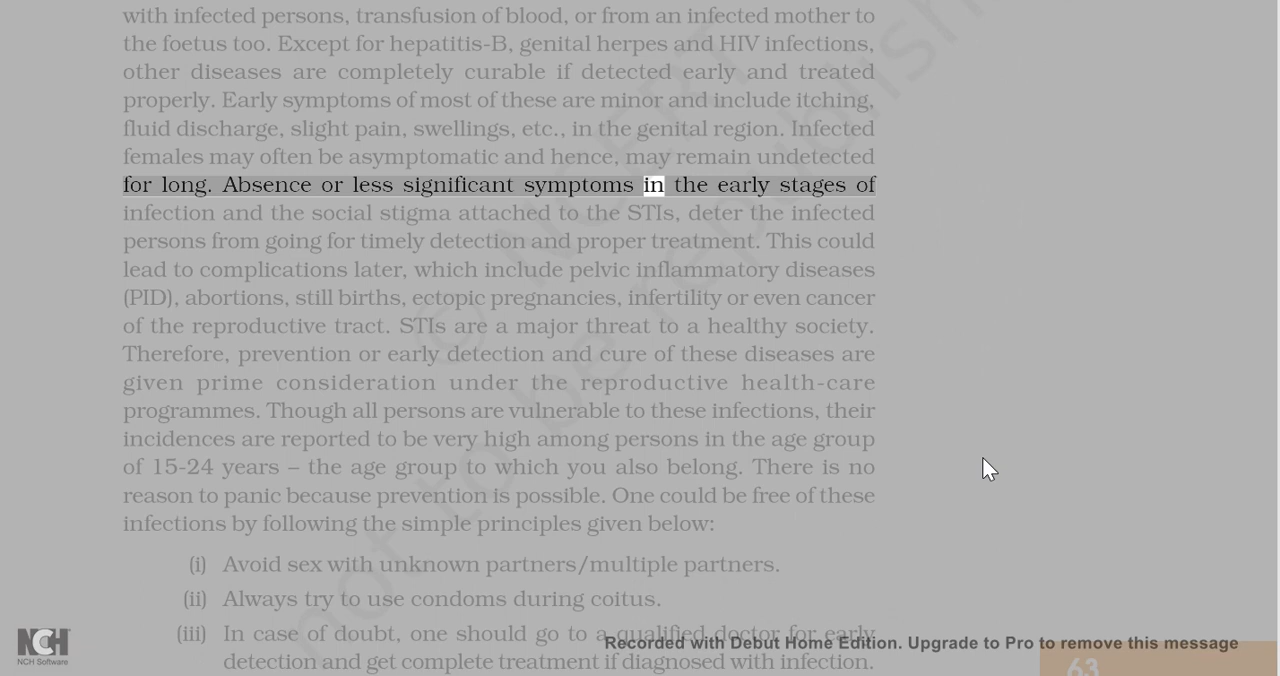 with infected persons, transfusion of blood, or from an infected mother to
the foetus too. Except for hepatitis-B, genital herpes and HIV infections,
other diseases are completely curable if detected early and treated
properly. Early symptoms of most of these are minor and include itching,
fluid discharge, slight pain, swellings, etc., in the genital region. Infected
females may often be asymptomatic and hence, may remain undetected
for long. Absence or less significant symptoms in the early stages of
infection and the social stigma attached to the STIs, deter the infected
persons from going for timely detection and proper treatment. This could
lead to complications later, which include pelvic inflammatory diseases
(PID), abortions, still births, ectopic pregnancies, infertility or even cancer
of the reproductive tract. STIs are a major threat to a healthy society.
Therefore, prevention or early detection and cure of these diseases are
given prime consideration under the reproductive health-care
programmes. Though all persons are vulnerable to these infections, their
incidences are reported to be very high among persons in the age group
of 15-24 years – the age group to which you also belong. There is no
reason to panic because prevention is possible. One could be free of these
infections by following the simple principles given below:
(i) Avoid sex with unknown partners/multiple partners.
(ii) Always try to use condoms during coitus.
(iii) In case of doubt, one should go to a qualified doctor for early
detection and get complete treatment if diagnosed with infection.
© NCERT
not to be republish
NCH
NCH Software
Recorded with Debut Home Edition. Upgrade to Pro to remove this message
63